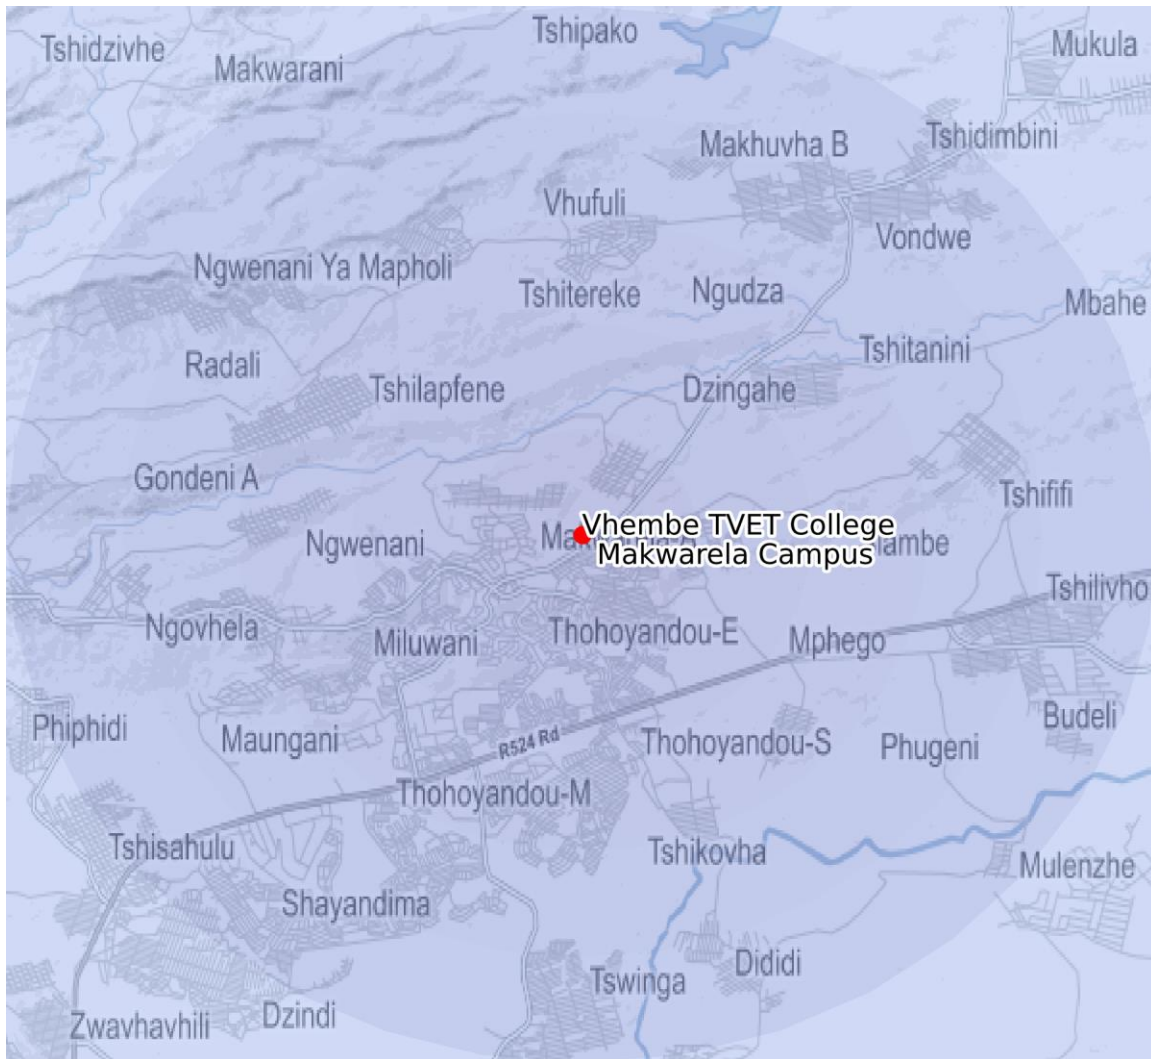 Tshipako
Mukula
Tshidzivhe
Makwarani
Tshidimbini
Makhuvha B
Vhufuli
Vondwe
Ngwenani Ya Mapholi
Tshitereke
Ngudza
Mbahe
Tshitanini
Radali
Tshilapfene
Dzingahe
Gondeni A
Tshififi
Vhembe TVET College
Makwarela Campus
Ngwenani
Tshilivho
Ngovhela
Miluwani
Thohoyandou-E
Mphego
Phiphidi
Maungani
R524 Rd
Thohoyandou-S
Phugeni
Budeli
Thohoyandou-M
Tshisahulu
Tshikovha
Mulenzhe
Shayandima
Tswinga
Dididi
Zwavhavhili
Dzindi